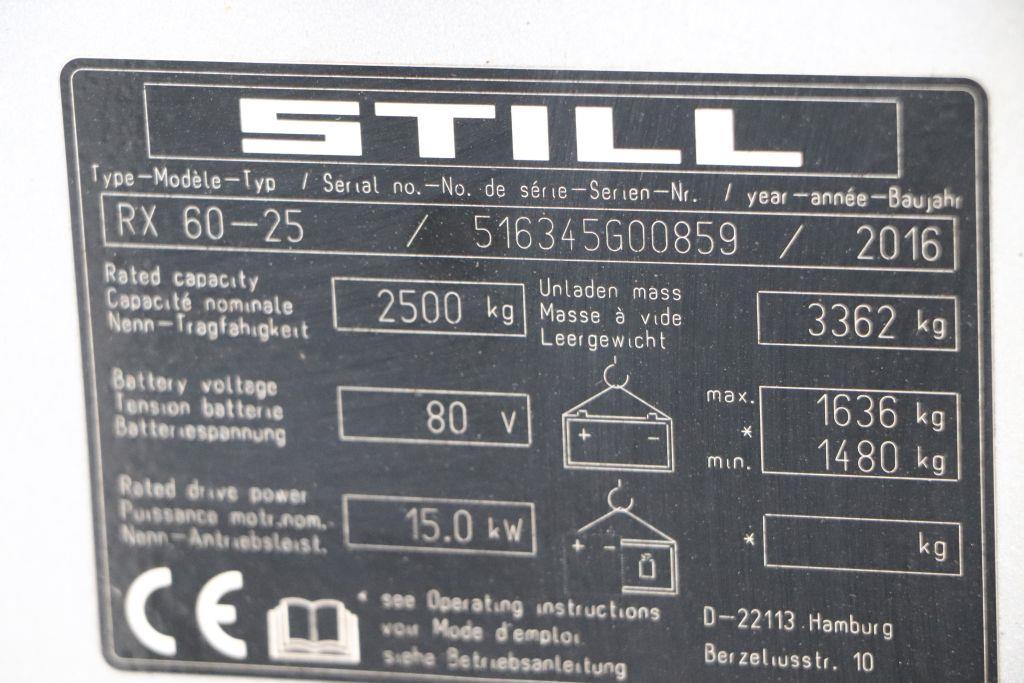 STILL
Type-Modèle-Typ / Serial no.-No. de série-Serien-Nr. / year-année-Baujahr
RX 60-25 / 516345G00859 / 2016
Rated capacity
Capacité nominale
Nenn-Tragfähigkeit
2500 kg
Unladen mass
Masse à vide
Leergewicht
3362 kg
Battery voltage
Tension batterie
Batteriespannung
80 V
+ -
max. 1636 kg
*
min. 1480 kg
Rated drive power
Puissance motr.nom.
Nenn-Antriebsleist.
15.0 kW
+ -
* kg
CE
* see Operating instructions
voir Mode d'emploi
siehe Betriebsanleitung
D-22113 Hamburg
Berzeliusstr. 10